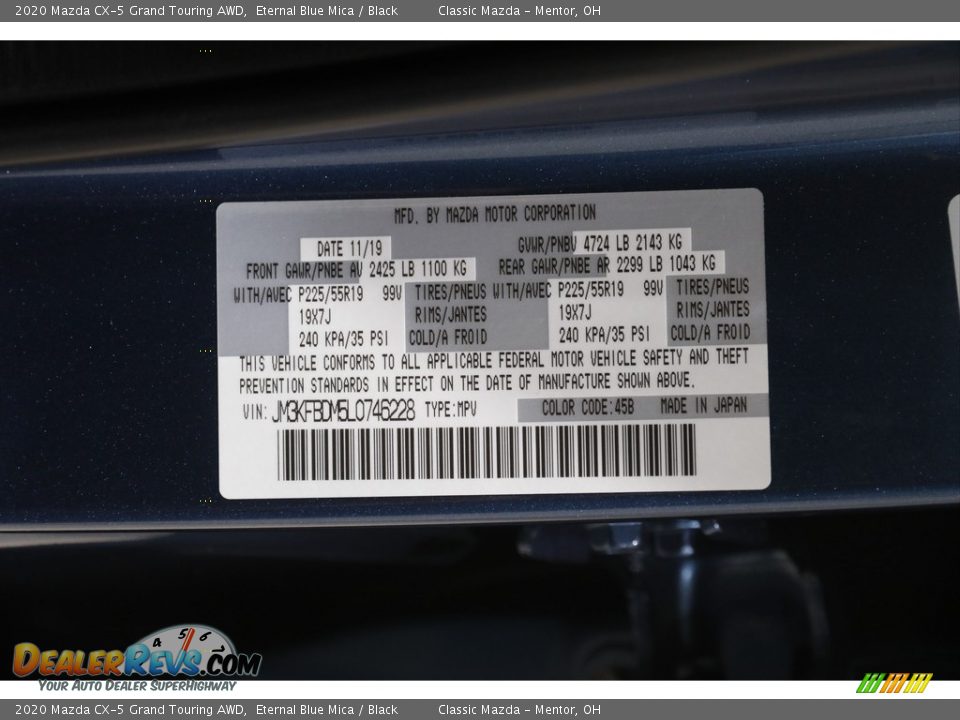 2020 Mazda CX-5 Grand Touring AWD, Eternal Blue Mica / Black Classic Mazda - Mentor, OH
MFD. BY MAZDA MOTOR CORPORATION
DATE 11/19 GVWR/PNBV 4724 LB 2143 KG
FRONT GAWR/PNBE AV 2425 LB 1100 KG REAR GAWR/PNBE AR 2299 LB 1043 KG
WITH/AVEC P225/55R19 99V TIRES/PNEUS WITH/AVEC P225/55R19 99V TIRES/PNEUS
19X7J RIMS/JANTES 19X7J RIMS/JANTES
240 KPA/35 PSI COLD/A FROID 240 KPA/35 PSI COLD/A FROID
THIS VEHICLE CONFORMS TO ALL APPLICABLE FEDERAL MOTOR VEHICLE SAFETY AND THEFT
PREVENTION STANDARDS IN EFFECT ON THE DATE OF MANUFACTURE SHOWN ABOVE.
VIN: JM3KFBDM5L0745228 TYPE:MPV COLOR CODE:45B MADE IN JAPAN
4 5 6 7
DealerRevs.com
Your Auto Dealer SuperHighway
2020 Mazda CX-5 Grand Touring AWD, Eternal Blue Mica / Black Classic Mazda - Mentor, OH